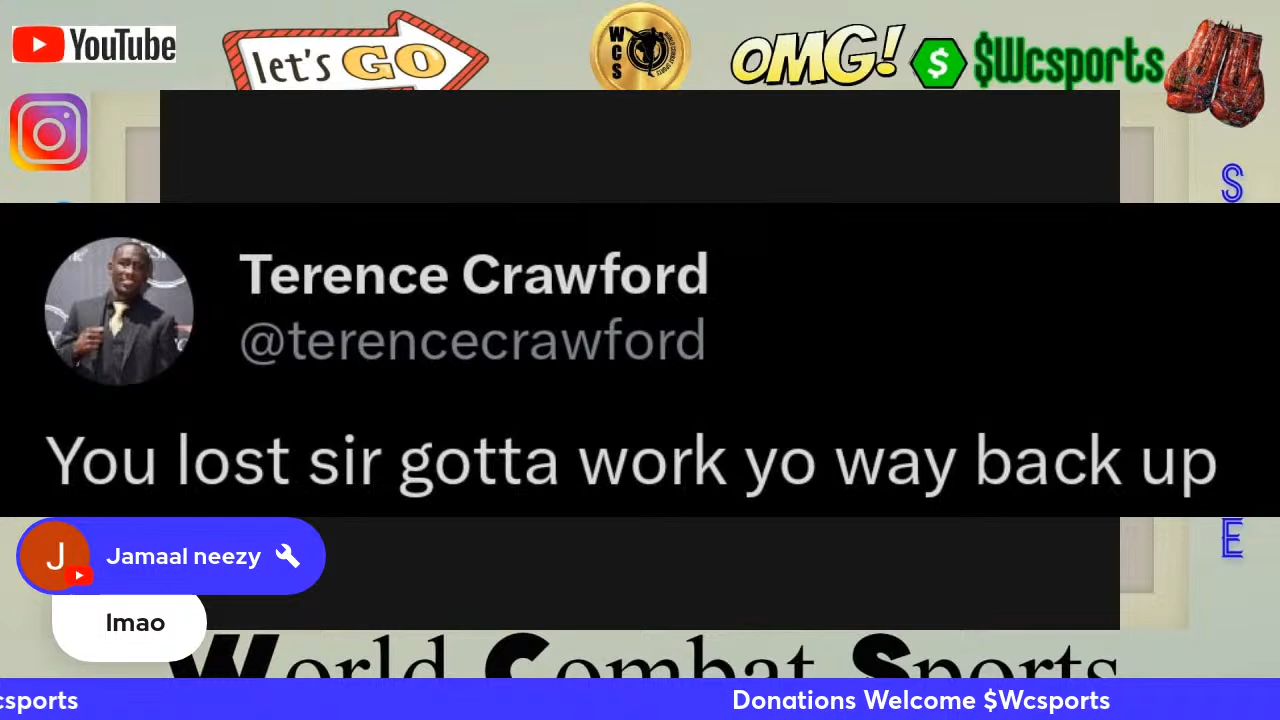 YouTube
let's GO
WCS
OMG!
$Wcsports
S
Terence Crawford
@terencecrawford
You lost sir gotta work yo way back up
E
J
Jamaal neezy
lmao
World Combat Sports
csports
Donations Welcome $Wcsports